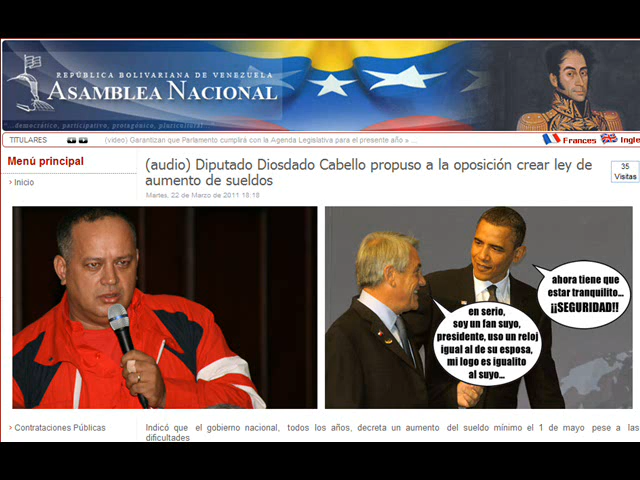 REPÚBLICA BOLIVARIANA DE VENEZUELA
ASAMBLEA NACIONAL
...democrático, participativo, protagónico, pluricultural...
TITULARES
(video) Garantizan que Parlamento cumplirá con la Agenda Legislativa para el presente año » ...
Frances
Ingle
Menú principal
› Inicio
(audio) Diputado Diosdado Cabello propuso a la oposición crear ley de
aumento de sueldos
Martes, 22 de Marzo de 2011 18:18
35
Visitas
ahora tiene que
estar tranquilito...
¡¡SEGURIDAD!!
en serio,
soy un fan suyo,
presidente, uso un reloj
igual al de su esposa,
mi logo es igualito
al suyo...
› Contrataciones Públicas
Indicó que el gobierno nacional, todos los años, decreta un aumento del sueldo mínimo el 1 de mayo pese a las
dificultades